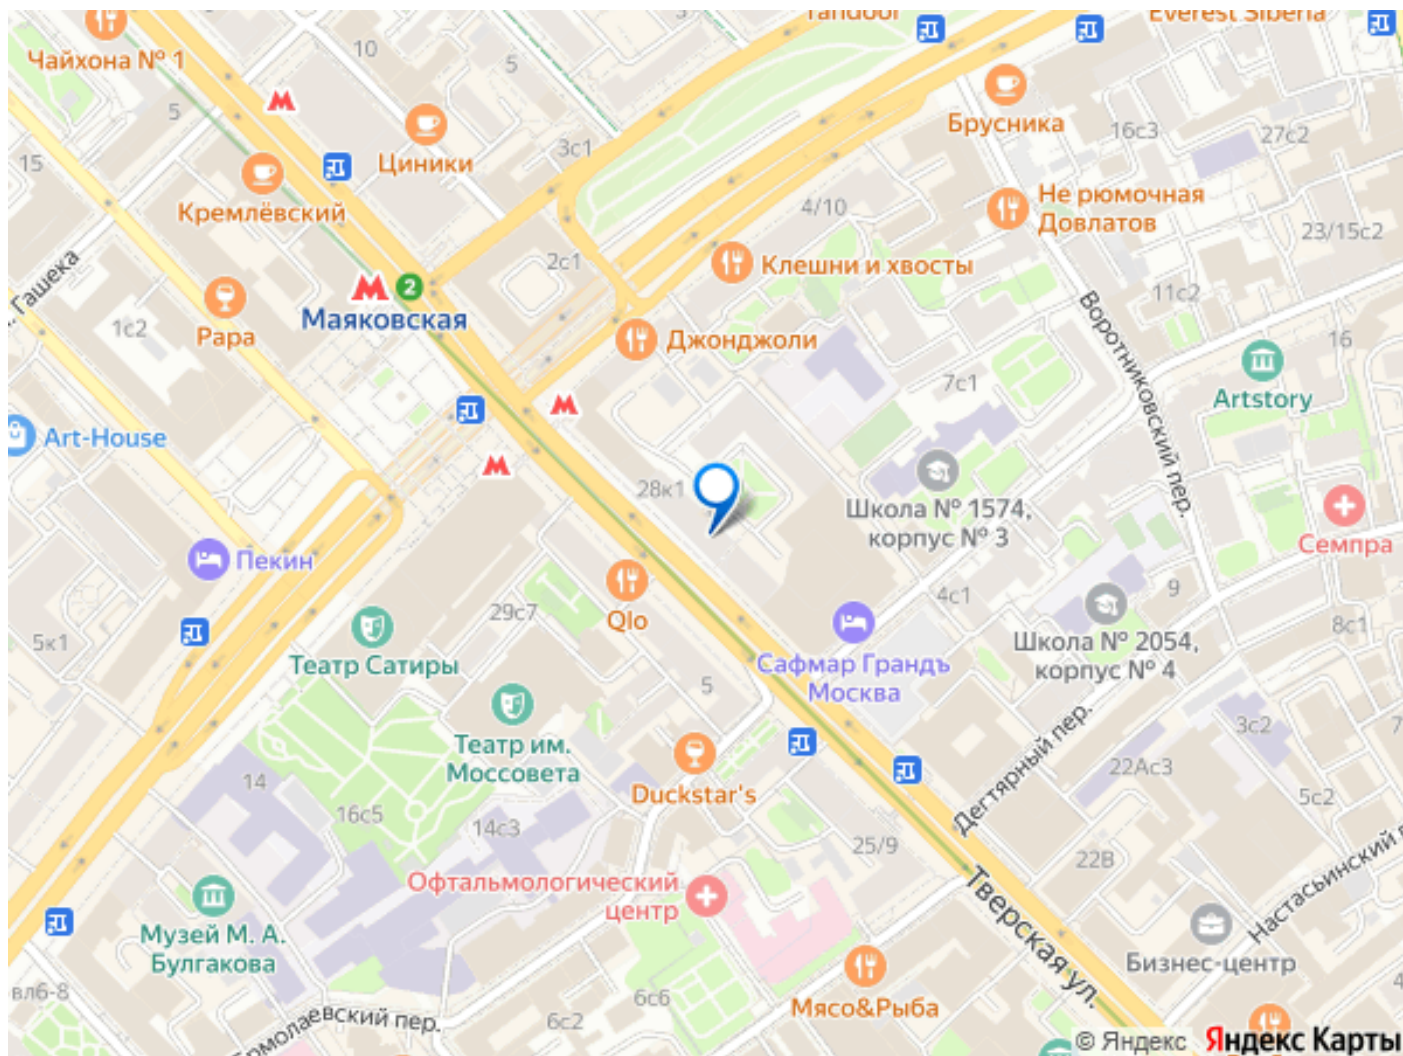 Tandoor
Everest Siberia
Чайхона № 1
10
5
5
Циники
3с1
Брусника
16с3
27с2
15
Кремлёвский
4/10
Не рюмочная
Довлатов
23/15с2
Гашека
2с1
Клешни и хвосты
11с2
2
Маяковская
1с2
Papa
Джонджоли
Воротниковский пер.
16
7с1
Artstory
Art-House
28к1
Школа № 1574,
корпус № 3
Семпра
Пекин
Qlo
4с1
9
29с7
5к1
Школа № 2054,
корпус № 4
8с1
Театр Сатиры
Сафмар Грандъ
Москва
5
3с2
7
Театр им.
Моссовета
Дегтярный пер.
22Ас3
14
Duckstar's
5с2
16с5
14с3
25/9
22В
Офтальмологический
центр
Тверская ул.
Настасьинский
Музей М. А.
Булгакова
Бизнес-центр
вл6-8
6с6
Мясо&Рыба
4
Ермолаевский пер.
6с2
© Яндекс Яндекс Карты